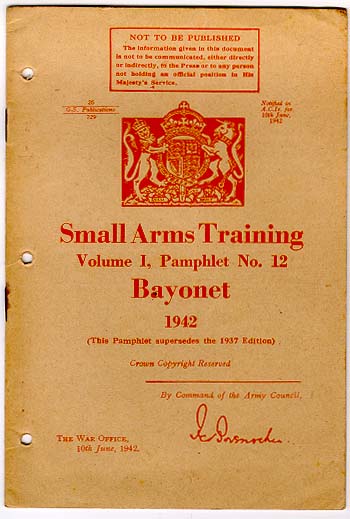 NOT TO BE PUBLISHED
The information given in this document
is not to be communicated, either directly
or indirectly, to the Press or to any person
not holding an official position in His
Majesty's Service.
26
G.S. Publications
729
Notified in
A.C.Is. for
10th June,
1942
Small Arms Training
Volume I, Pamphlet No. 12
Bayonet
1942
(This Pamphlet supersedes the 1937 Edition)
Crown Copyright Reserved
By Command of the Army Council,
THE WAR OFFICE,
10th June, 1942.